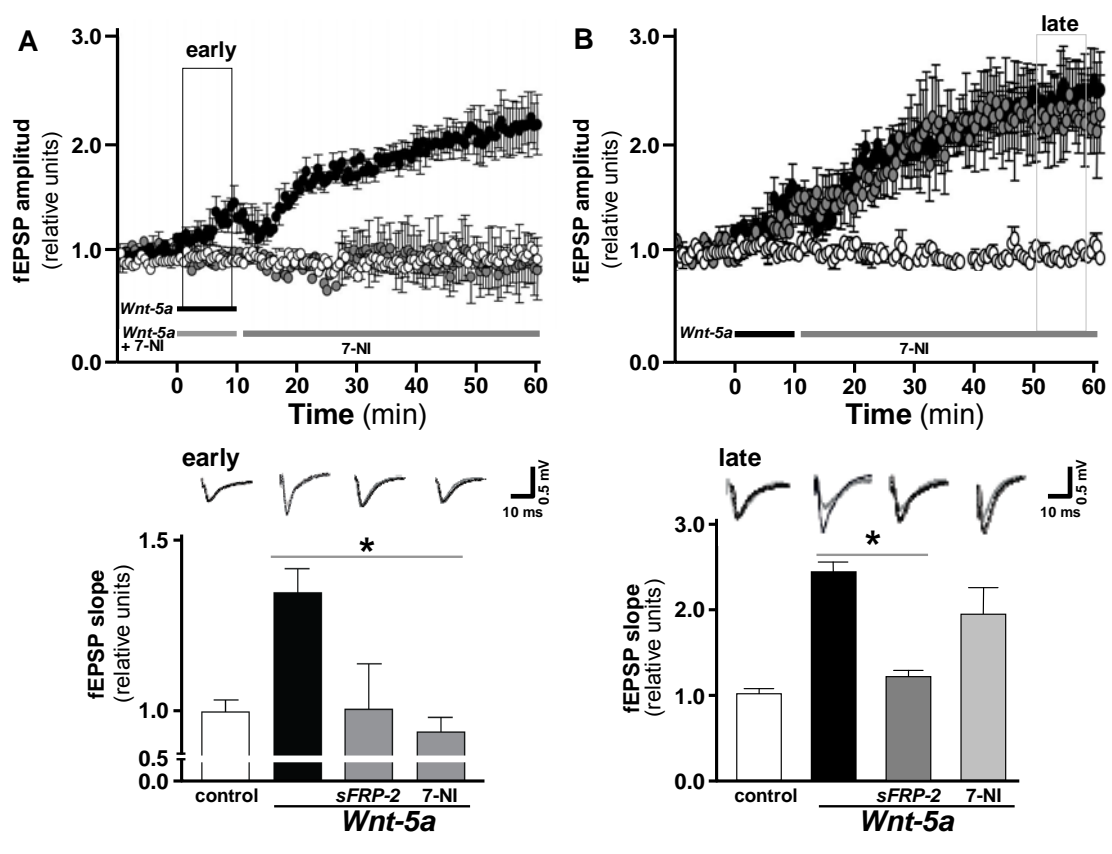 A
early
fEPSP amplitud
(relative units)
3.0
2.0
1.0
0.0
Wnt-5a
Wnt-5a
+ 7-NI
7-NI
0 10 20 30 40 50 60
Time (min)
B
late
fEPSP amplitud
(relative units)
3.0
2.0
1.0
0.0
Wnt-5a
7-NI
0 10 20 30 40 50 60
Time (min)
early
0.5 mV
10 ms
fEPSP slope
(relative units)
1.5
1.0
0.5
0.0
*
control sFRP-2 7-NI
Wnt-5a
late
0.5 mV
10 ms
fEPSP slope
(relative units)
3.0
2.0
1.0
0.0
*
control sFRP-2 7-NI
Wnt-5a